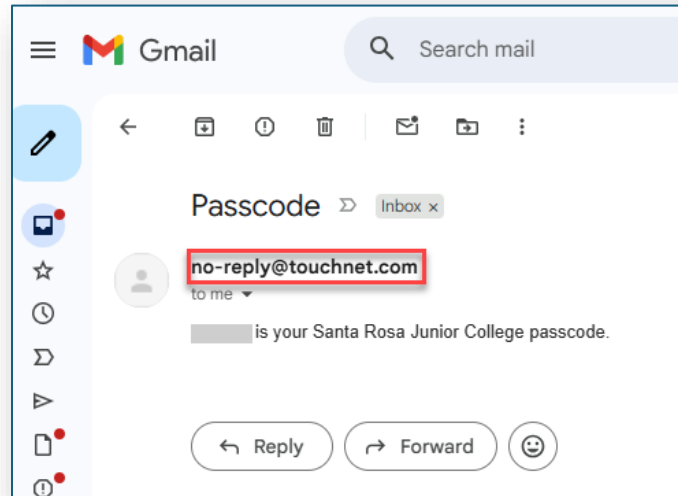 Gmail
Search mail
Passcode
Inbox ×
no-reply@touchnet.com
to me
is your Santa Rosa Junior College passcode.
Reply
Forward